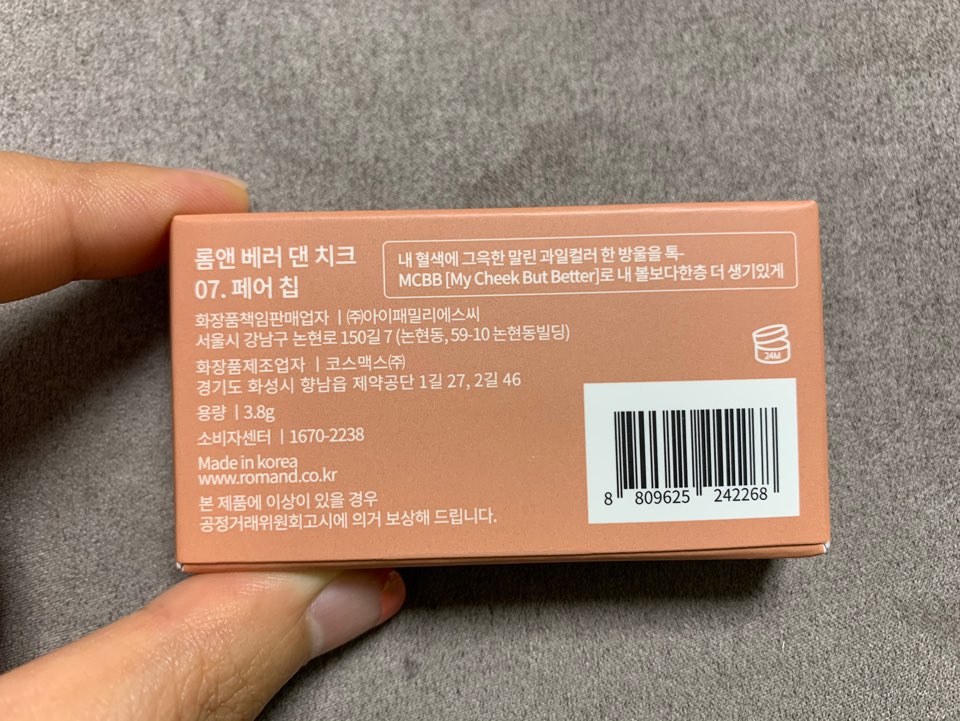 롬앤 베러 댄 치크
07. 페어 칩
내 혈색에 그윽한 말린 과일컬러 한 방울을 톡-
MCBB [My Cheek But Better]로 내 볼보다한층 더 생기있게
화장품책임판매업자 ㅣ(주)아이패밀리에스씨
서울시 강남구 논현로 150길 7 (논현동, 59-10 논현동빌딩)
화장품제조업자 ㅣ코스맥스㈜
경기도 화성시 향남읍 제약공단 1길 27, 2길 46
용량 ㅣ3.8g
소비자센터 ㅣ1670-2238
Made in korea
www.romand.co.kr
본 제품에 이상이 있을 경우
공정거래위원회고시에 의거 보상해 드립니다.
24M
8 809625 242268